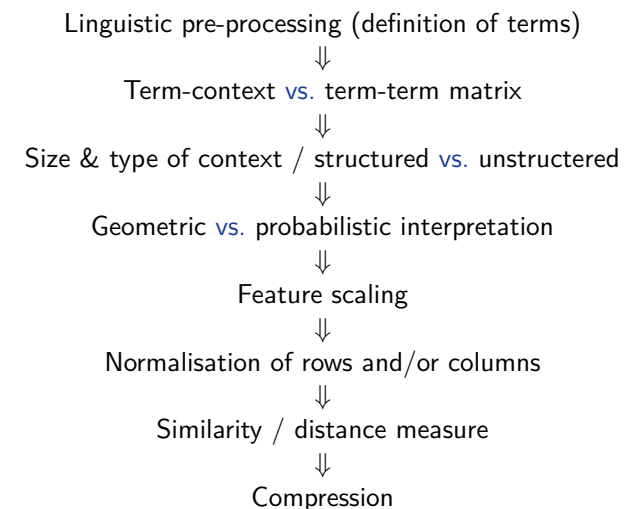 Linguistic pre-processing (definition of terms)
⇓
Term-context vs. term-term matrix
⇓
Size & type of context / structured vs. unstructered
⇓
Geometric vs. probabilistic interpretation
⇓
Feature scaling
⇓
Normalisation of rows and/or columns
⇓
Similarity / distance measure
⇓
Compression